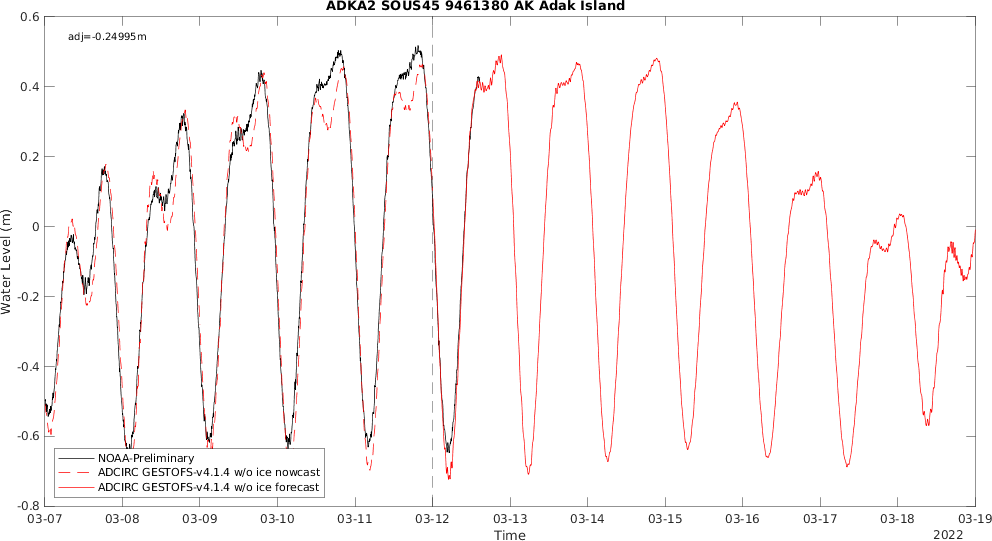 ADKA2 SOUS45 9461380 AK Adak Island
adj=-0.24995m
0.6
0.4
0.2
0
-0.2
-0.4
-0.6
-0.8
Water Level (m)
NOAA-Preliminary
ADCIRC GESTOFS-v4.1.4 w/o ice nowcast
ADCIRC GESTOFS-v4.1.4 w/o ice forecast
03-07 03-08 03-09 03-10 03-11 03-12 03-13 03-14 03-15 03-16 03-17 03-18 03-19
Time
2022